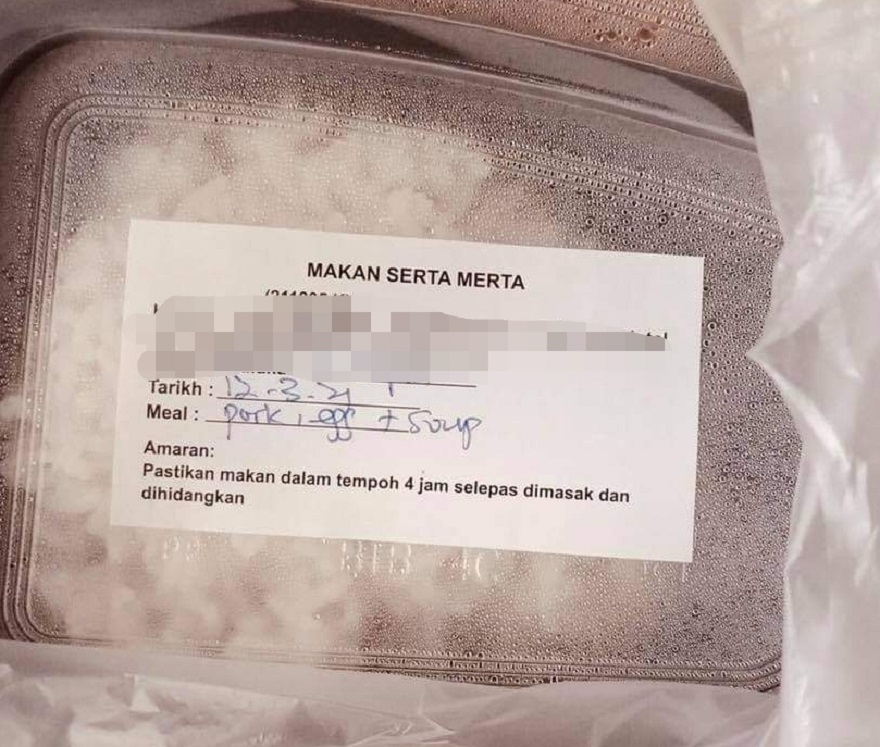 MAKAN SERTA MERTA
Tarikh : 12.-3.21
Meal : pork, egg + Soup
Amaran:
Pastikan makan dalam tempoh 4 jam selepas dimasak dan
dihidangkan